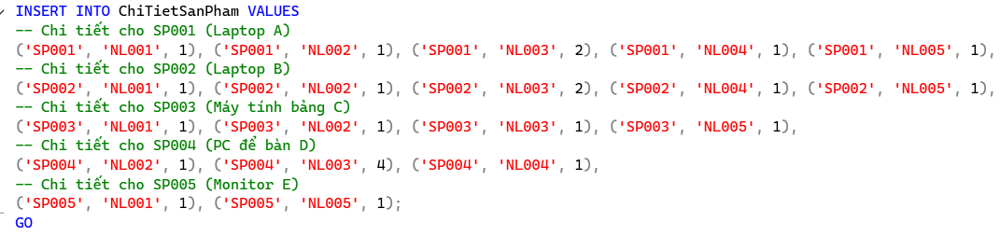 INSERT INTO ChiTietSanPham VALUES
-- Chi tiết cho SP001 (Laptop A)
('SP001', 'NL001', 1), ('SP001', 'NL002', 1), ('SP001', 'NL003', 2), ('SP001', 'NL004', 1), ('SP001', 'NL005', 1),
-- Chi tiết cho SP002 (Laptop B)
('SP002', 'NL001', 1), ('SP002', 'NL002', 1), ('SP002', 'NL003', 2), ('SP002', 'NL004', 1), ('SP002', 'NL005', 1),
-- Chi tiết cho SP003 (Máy tính bảng C)
('SP003', 'NL001', 1), ('SP003', 'NL002', 1), ('SP003', 'NL003', 1), ('SP003', 'NL005', 1),
-- Chi tiết cho SP004 (PC để bàn D)
('SP004', 'NL002', 1), ('SP004', 'NL003', 4), ('SP004', 'NL004', 1),
-- Chi tiết cho SP005 (Monitor E)
('SP005', 'NL001', 1), ('SP005', 'NL005', 1);
GO